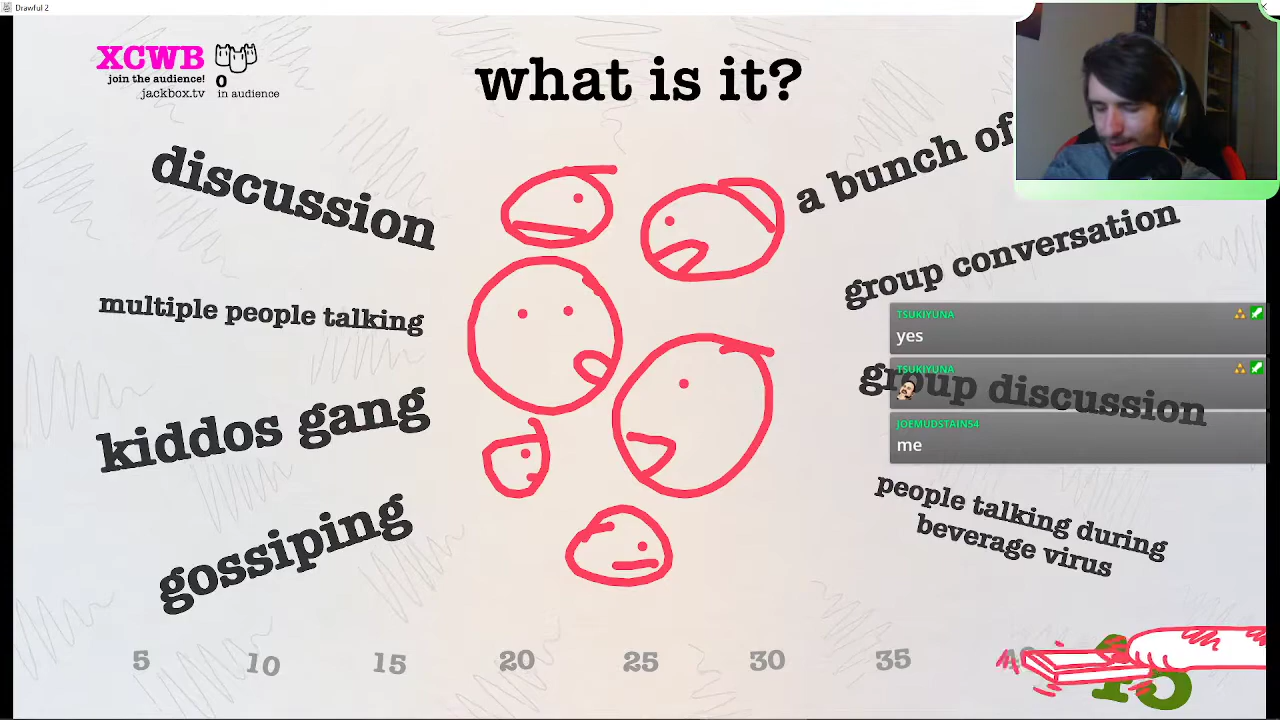 Drawful 2
XCWB
join the audience!
jackbox.tv
0
in audience
what is it?
discussion
multiple people talking
kiddos gang
gossiping
a bunch of
group conversation
group discussion
people talking during
beverage virus
TSUKIYUNA
yes
TSUKIYUNA
JOEMUDSTAINS4
me
5 10 15 20 25 30 35